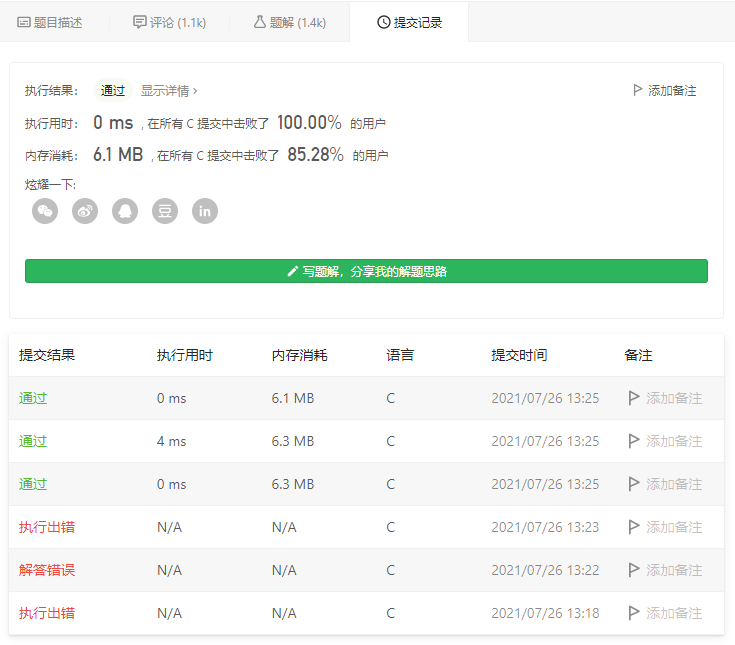 题目描述 评论 (1.1k) 题解 (1.4k) 提交记录
执行结果： 通过 显示详情 › 添加备注
执行用时： 0 ms , 在所有 C 提交中击败了 100.00% 的用户
内存消耗： 6.1 MB , 在所有 C 提交中击败了 85.28% 的用户
炫耀一下:
豆 in
写题解，分享我的解题思路
提交结果 执行用时 内存消耗 语言 提交时间 备注
通过 0 ms 6.1 MB C 2021/07/26 13:25 添加备注
通过 4 ms 6.3 MB C 2021/07/26 13:25 添加备注
通过 0 ms 6.3 MB C 2021/07/26 13:25 添加备注
执行出错 N/A N/A C 2021/07/26 13:23 添加备注
解答错误 N/A N/A C 2021/07/26 13:22 添加备注
执行出错 N/A N/A C 2021/07/26 13:18 添加备注